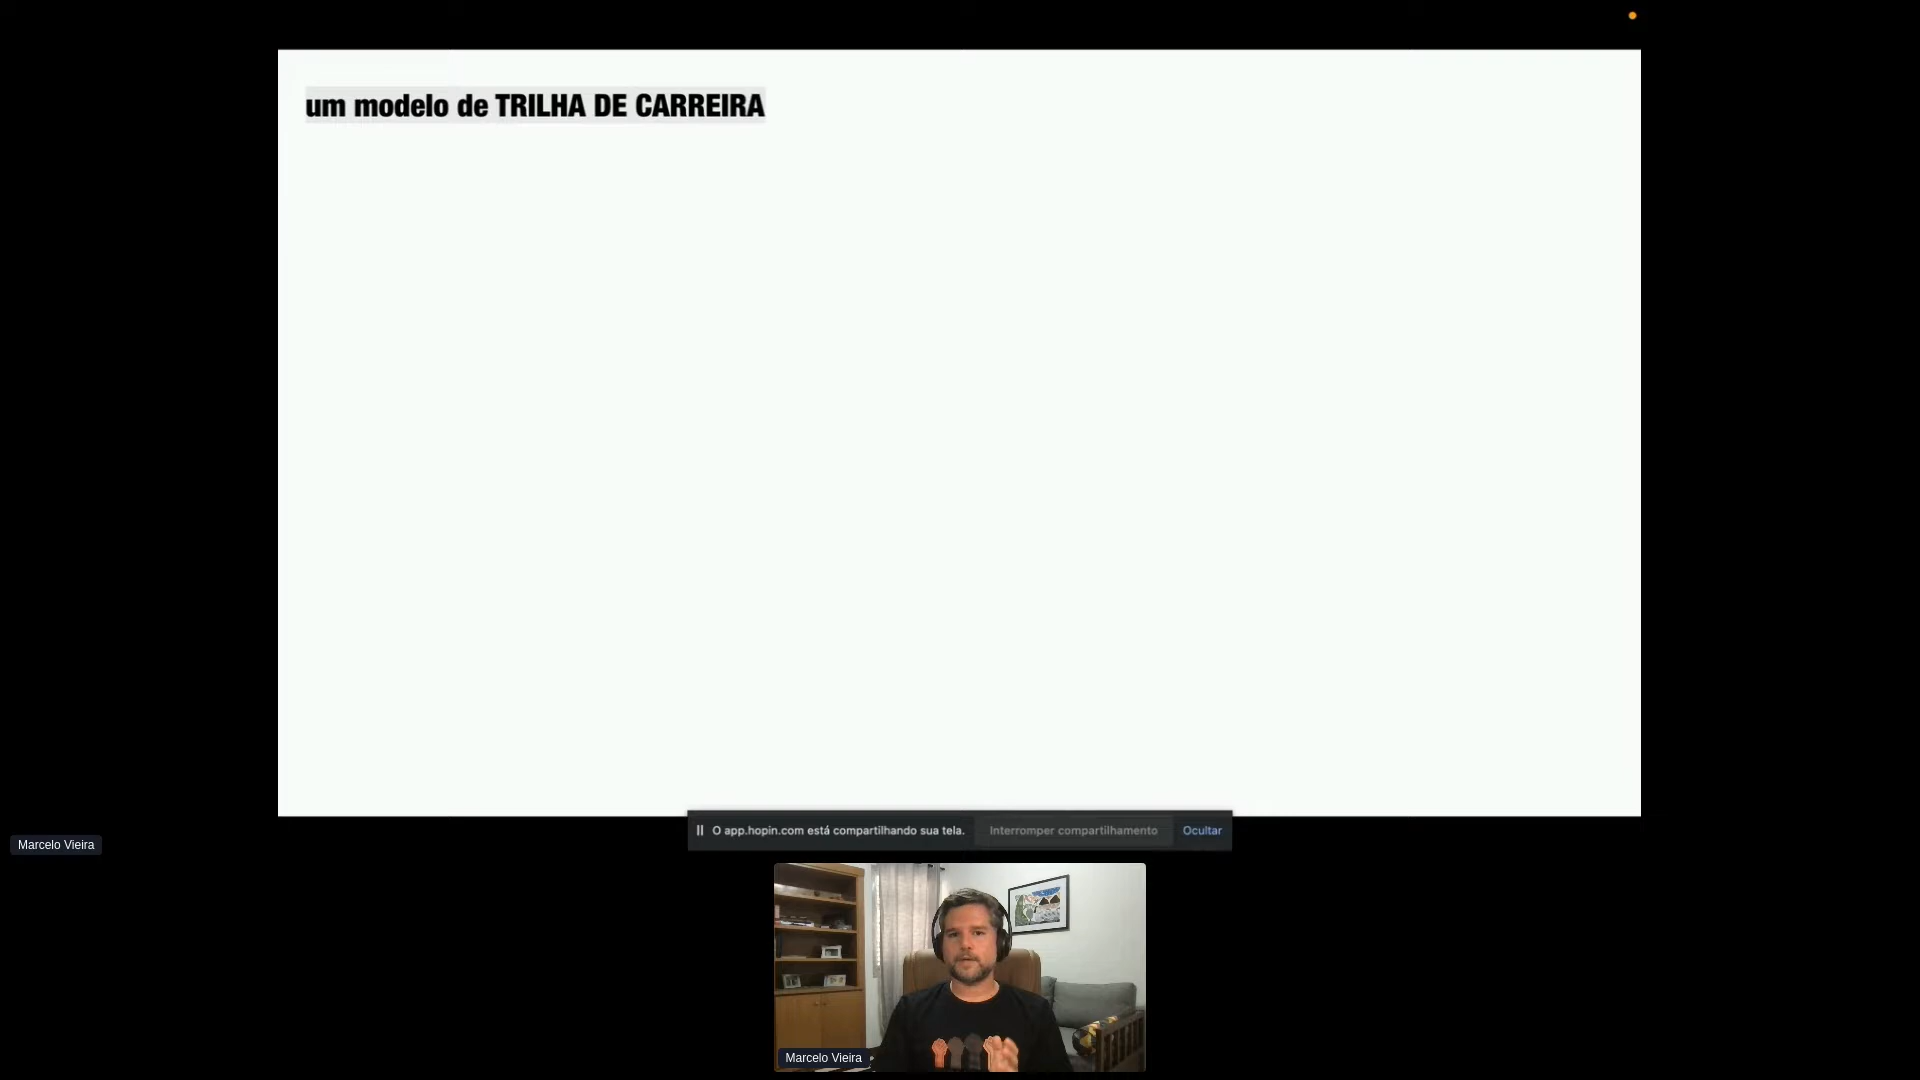 um modelo de TRILHA DE CARREIRA
O app.hopin.com está compartilhando sua tela. Interromper compartilhamento Ocultar
Marcelo Vieira
Marcelo Vieira